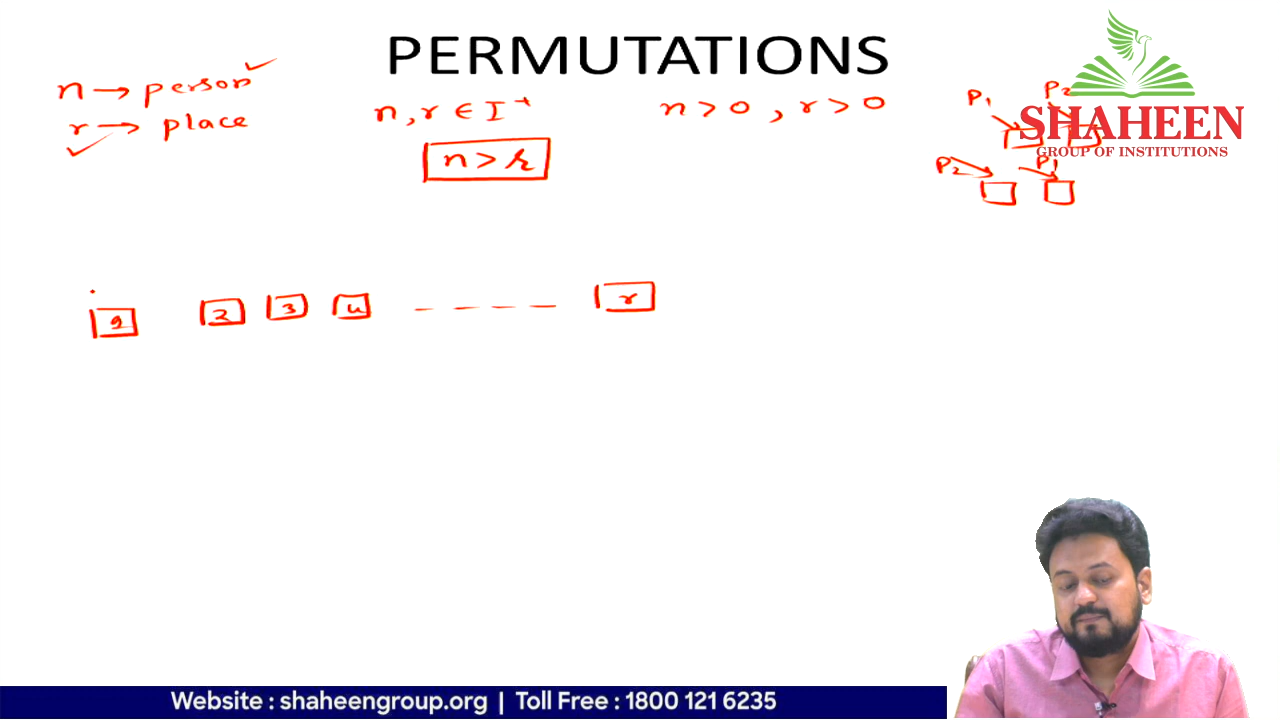 PERMUTATIONS
n → person ✓
r → place
n, r ∈ I⁺
n > 0 , r > 0
n > r
P₁ P₂
SHAHEEN
GROUP OF INSTITUTIONS
P₂ P₁
2 3 4 - - - - r
Website : shaheengroup.org | Toll Free : 1800 121 6235